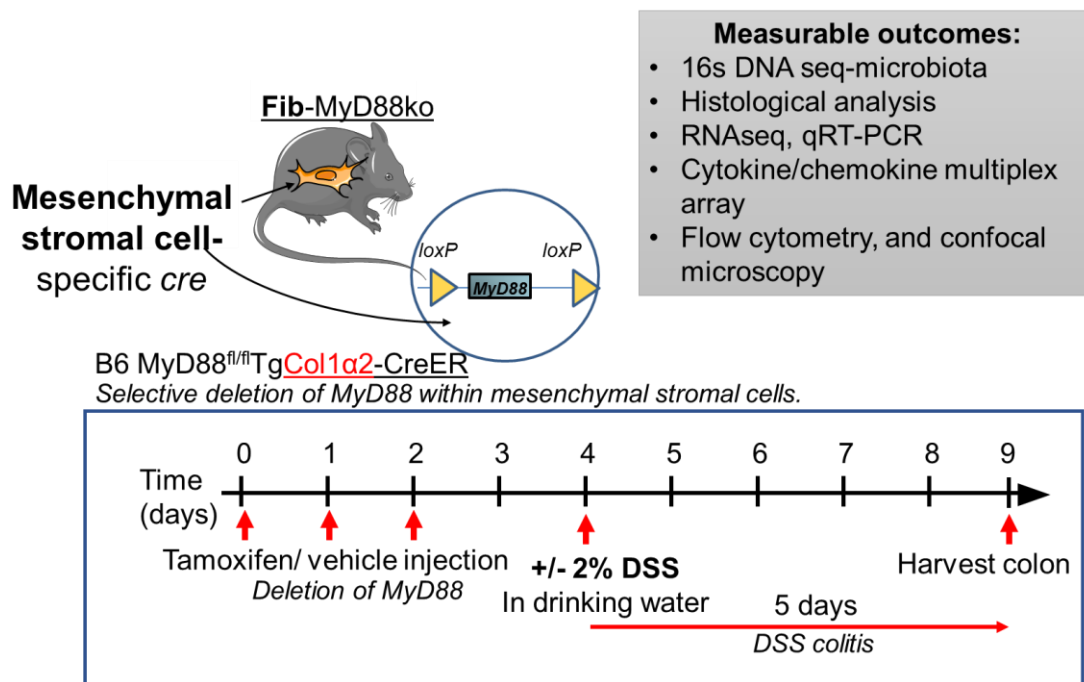 Measurable outcomes:
• 16s DNA seq-microbiota
• Histological analysis
• RNAseq, qRT-PCR
• Cytokine/chemokine multiplex
array
• Flow cytometry, and confocal
microscopy
Fib-MyD88ko
Mesenchymal
stromal cell-
specific cre
loxP loxP
MyD88
B6 MyD88fl/flTgCol1α2-CreER
Selective deletion of MyD88 within mesenchymal stromal cells.
0 1 2 3 4 5 6 7 8 9
Time
(days)
Tamoxifen/ vehicle injection
Deletion of MyD88
+/- 2% DSS
In drinking water
Harvest colon
5 days
DSS colitis